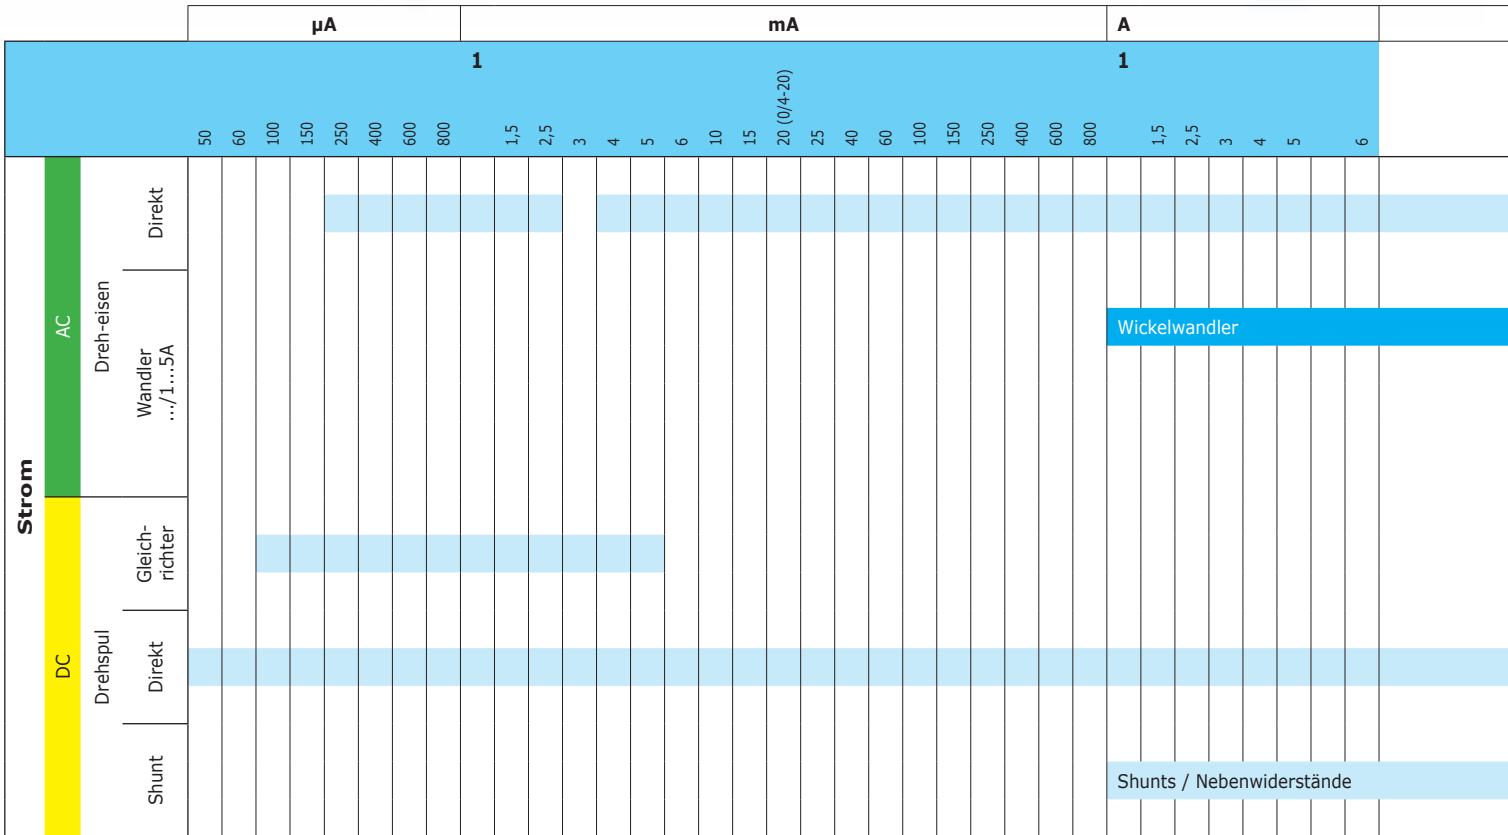 µA mA A
1 1
50 60 100 150 250 400 600 800 1,5 2,5 3 4 5 6 10 15 20 (0/4-20) 25 40 60 100 150 250 400 600 800 1,5 2,5 3 4 5 6
Strom
AC
Dreh-eisen
Direkt
Wandler
.../1...5A
Wickelwandler
DC
Drehspul
Gleich-
richter
Direkt
Shunt
Shunts / Nebenwiderstände